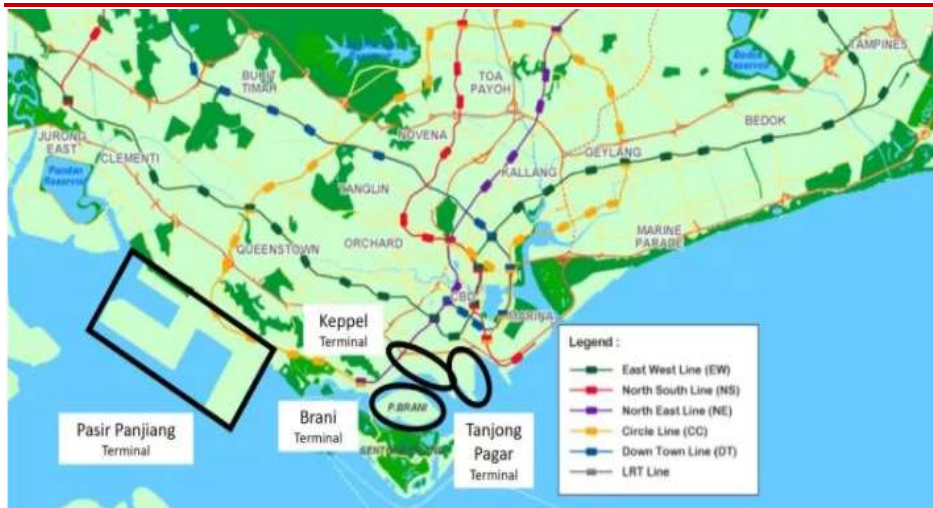 TAMPINES
BUKIT
TIMAH
TOA
PAYOH
BEDOK
NOVENA
JURONG
EAST
CLEMENTI
GEYLANG
KALLANG
Pandan
Reservoir
TANGLIN
MARINE
PARADE
QUEENSTOWN
ORCHARD
CBD
MARINA
Keppel
Terminal
Legend :
East West Line (EW)
North South Line (NS)
North East Line (NE)
Circle Line (CC)
Down Town Line (DT)
LRT Line
P.BRANI
Brani
Terminal
Pasir Panjiang
Terminal
Tanjong
Pagar
Terminal